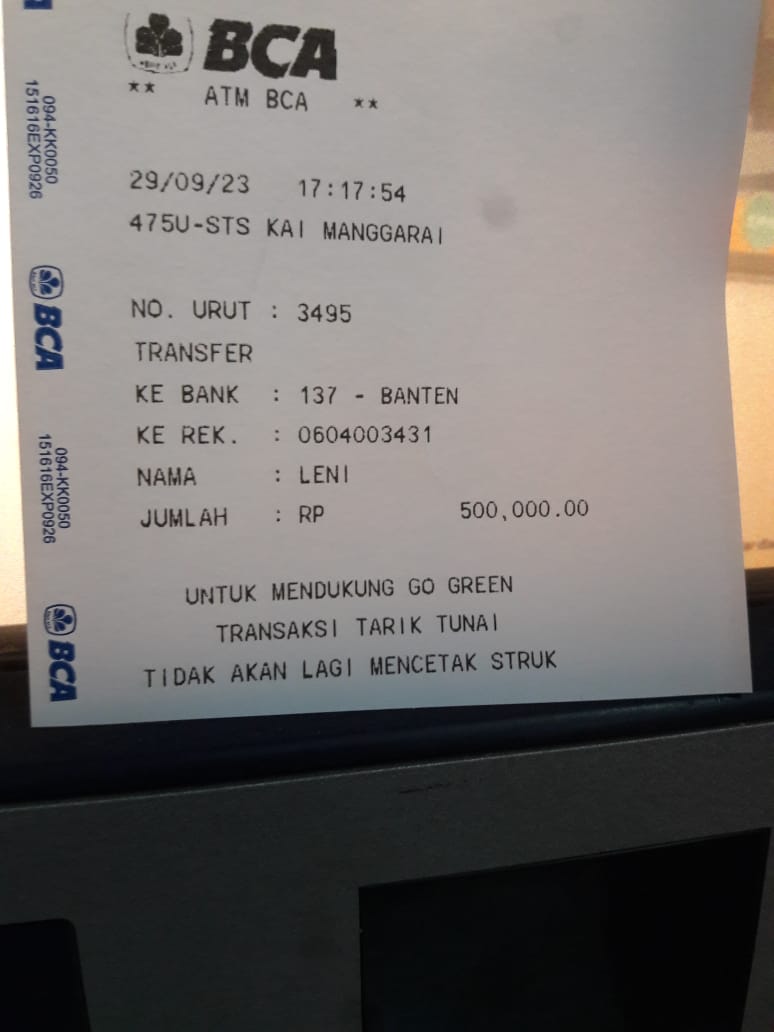 BCA
** ATM BCA **
29/09/23 17:17:54
475U-STS KAI MANGGARAI
NO. URUT : 3495
TRANSFER
KE BANK : 137 - BANTEN
KE REK. : 0604003431
NAMA : LENI
JUMLAH : RP 500,000.00
UNTUK MENDUKUNG GO GREEN
TRANSAKSI TARIK TUNAI
TIDAK AKAN LAGI MENCETAK STRUK
094-KK0050
151616EXP0926
BCA
094-KK0050
151616EXP0926
BCA